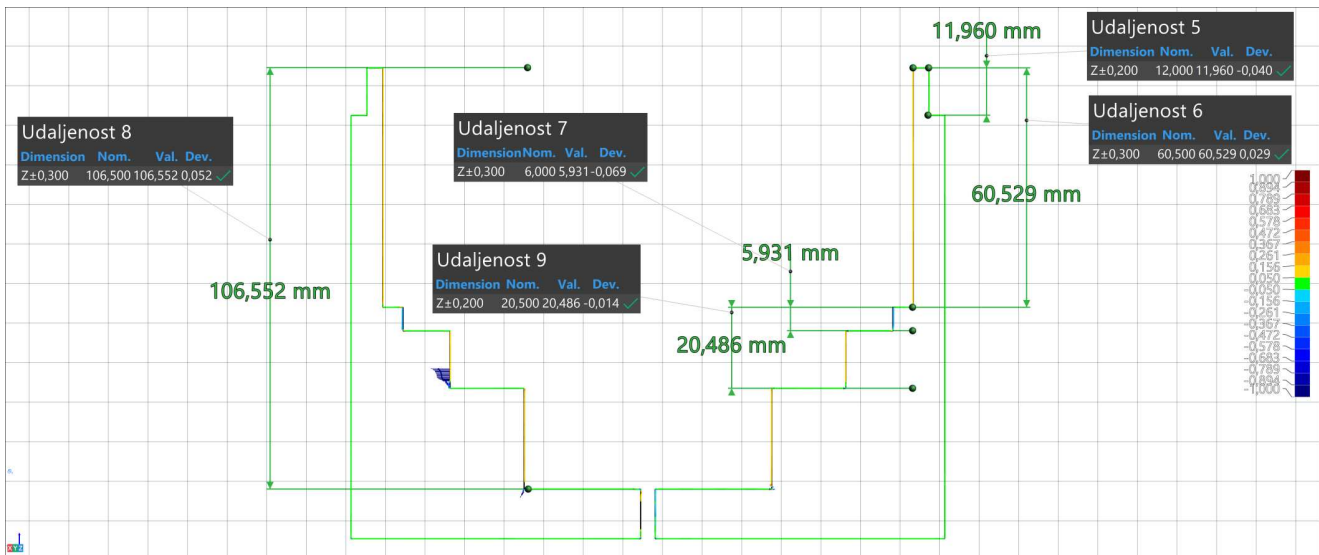 11,960 mm
Udaljenost 5
Dimension Nom. Val. Dev.
Z±0,200 12,000 11,960 -0,040
Udaljenost 6
Dimension Nom. Val. Dev.
Z±0,300 60,500 60,529 0,029
Udaljenost 8
Dimension Nom. Val. Dev.
Z±0,300 106,500 106,552 0,052
Udaljenost 7
Dimension Nom. Val. Dev.
Z±0,300 6,000 5,931 -0,069
60,529 mm
Udaljenost 9
Dimension Nom. Val. Dev.
Z±0,200 20,500 20,486 -0,014
5,931 mm
106,552 mm
20,486 mm
1,000
0,894
0,789
0,683
0,578
0,472
0,367
0,261
0,156
0,050
-0,050
-0,156
-0,261
-0,367
-0,472
-0,578
-0,683
-0,789
-0,894
-1,000
X Y Z